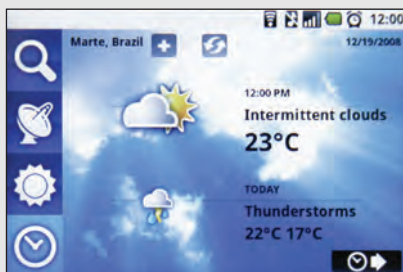 12:00
Marte, Brazil
12/19/2008
12:00 PM
Intermittent clouds
23°C
TODAY
Thunderstorms
22°C 17°C